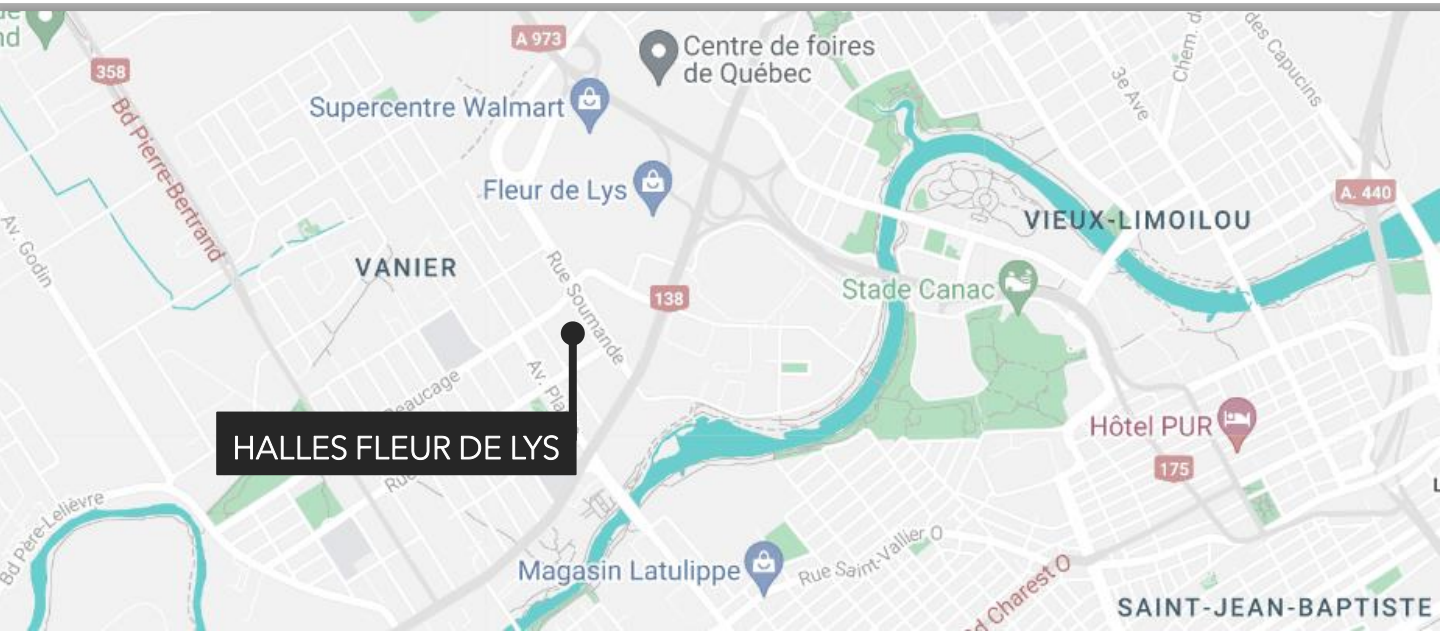 nd
A 973
Centre de foires
de Québec
358
Supercentre Walmart
Bd Pierre-Bertrand
3e Ave
Chem. d
des Capucins
Fleur de Lys
A. 440
VIEUX-LIMOILOU
Av. Godin
VANIER
Rue Soumande
138
Stade Canac
Av. Pla
Beaucage
HALLES FLEUR DE LYS
Hôtel PUR
175
Rue
Bd Père-Lelièvre
Magasin Latulippe
Rue Saint-Vallier O
d Charest O
SAINT-JEAN-BAPTISTE